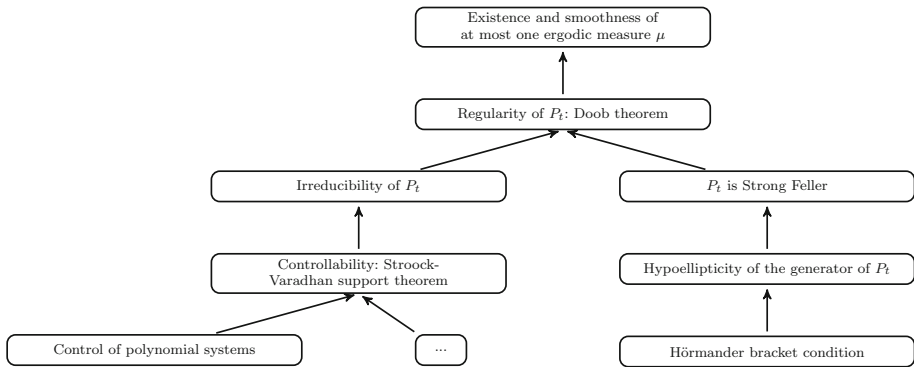 Existence and smoothness of
at most one ergodic measure μ
Regularity of P_t: Doob theorem
Irreducibility of P_t
P_t is Strong Feller
Controllability: Stroock-
Varadhan support theorem
Hypoellipticity of the generator of P_t
Control of polynomial systems
...
Hörmander bracket condition